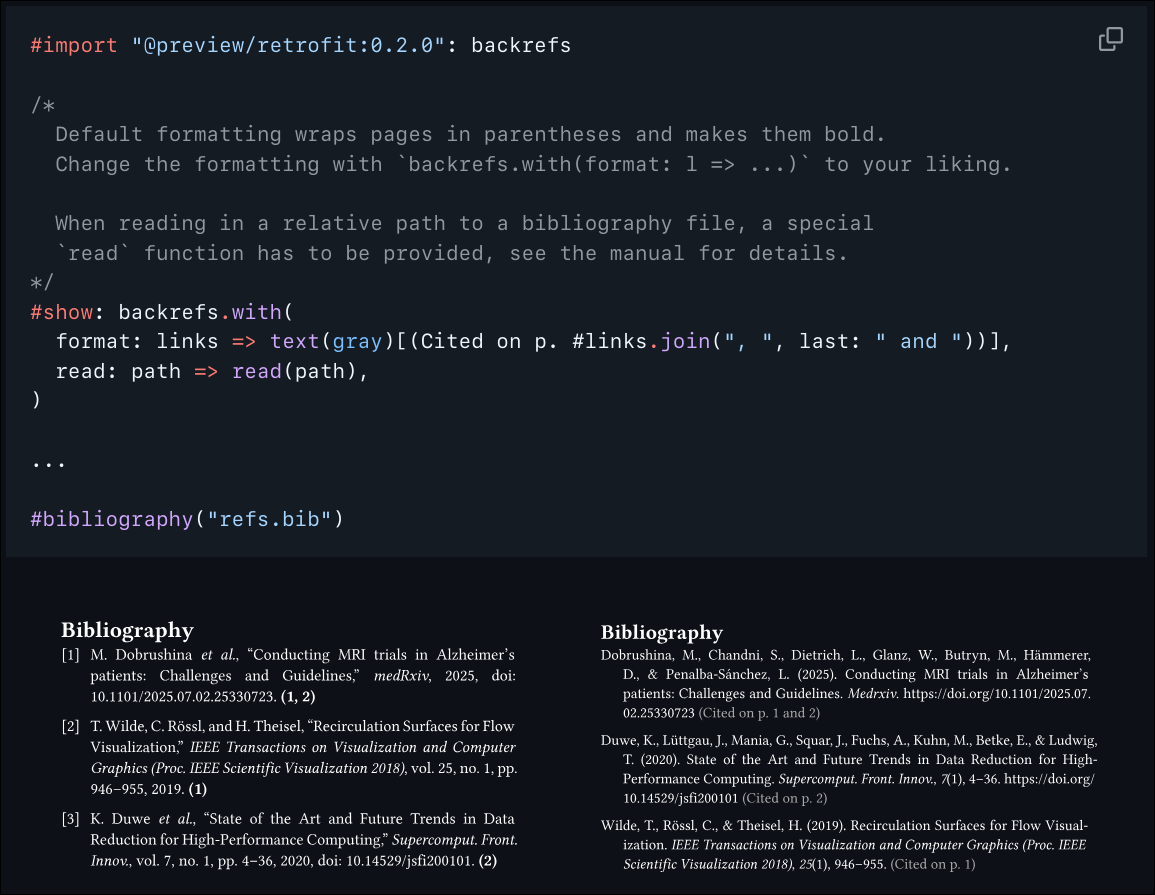 #import "@preview/retrofit:0.2.0": backrefs
/*
Default formatting wraps pages in parentheses and makes them bold.
Change the formatting with `backrefs.with(format: l => ...)` to your liking.
When reading in a relative path to a bibliography file, a special
`read` function has to be provided, see the manual for details.
*/
#show: backrefs.with(
format: links => text(gray)[(Cited on p. #links.join(", ", last: " and "))],
read: path => read(path),
)
...
#bibliography("refs.bib")
Bibliography
[1] M. Dobrushina et al., “Conducting MRI trials in Alzheimer’s
patients: Challenges and Guidelines,” medRxiv, 2025, doi:
10.1101/2025.07.02.25330723. (1, 2)
[2] T. Wilde, C. Rössl, and H. Theisel, “Recirculation Surfaces for Flow
Visualization,” IEEE Transactions on Visualization and Computer
Graphics (Proc. IEEE Scientific Visualization 2018), vol. 25, no. 1, pp.
946–955, 2019. (1)
[3] K. Duwe et al., “State of the Art and Future Trends in Data
Reduction for High-Performance Computing,” Supercomput. Front.
Innov., vol. 7, no. 1, pp. 4–36, 2020, doi: 10.14529/jsfi200101. (2)
Bibliography
Dobrushina, M., Chandni, S., Dietrich, L., Glanz, W., Butryn, M., Hämmerer,
D., & Penalba-Sánchez, L. (2025). Conducting MRI trials in Alzheimer’s
patients: Challenges and Guidelines. Medrxiv. https://doi.org/10.1101/2025.07.
02.25330723 (Cited on p. 1 and 2)
Duwe, K., Lüttgau, J., Mania, G., Squar, J., Fuchs, A., Kuhn, M., Betke, E., & Ludwig,
T. (2020). State of the Art and Future Trends in Data Reduction for High-
Performance Computing. Supercomput. Front. Innov., 7(1), 4–36. https://doi.org/
10.14529/jsfi200101 (Cited on p. 2)
Wilde, T., Rössl, C., & Theisel, H. (2019). Recirculation Surfaces for Flow Visual-
ization. IEEE Transactions on Visualization and Computer Graphics (Proc. IEEE
Scientific Visualization 2018), 25(1), 946–955. (Cited on p. 1)